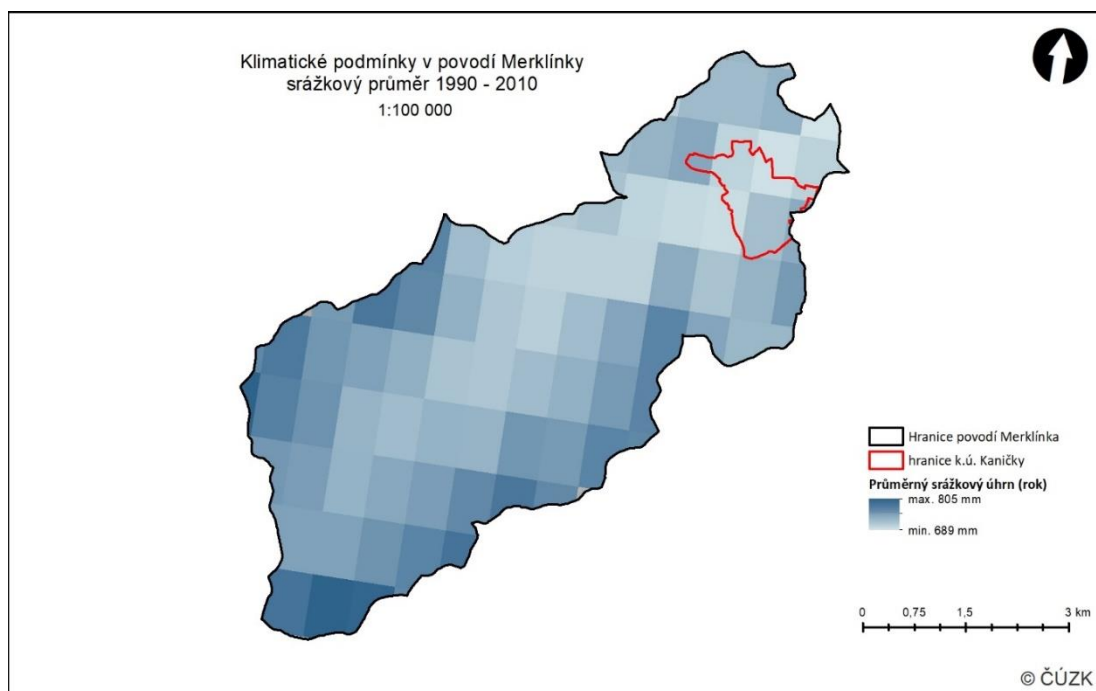 Klimatické podmínky v povodí Merklínky
srážkový průměr 1990 - 2010
1:100 000
Hranice povodí Merklínka
hranice k.ú. Kaničky
Průměrný srážkový úhrn (rok)
max. 805 mm
min. 689 mm
0 0,75 1,5 3 km
© ČÚZK